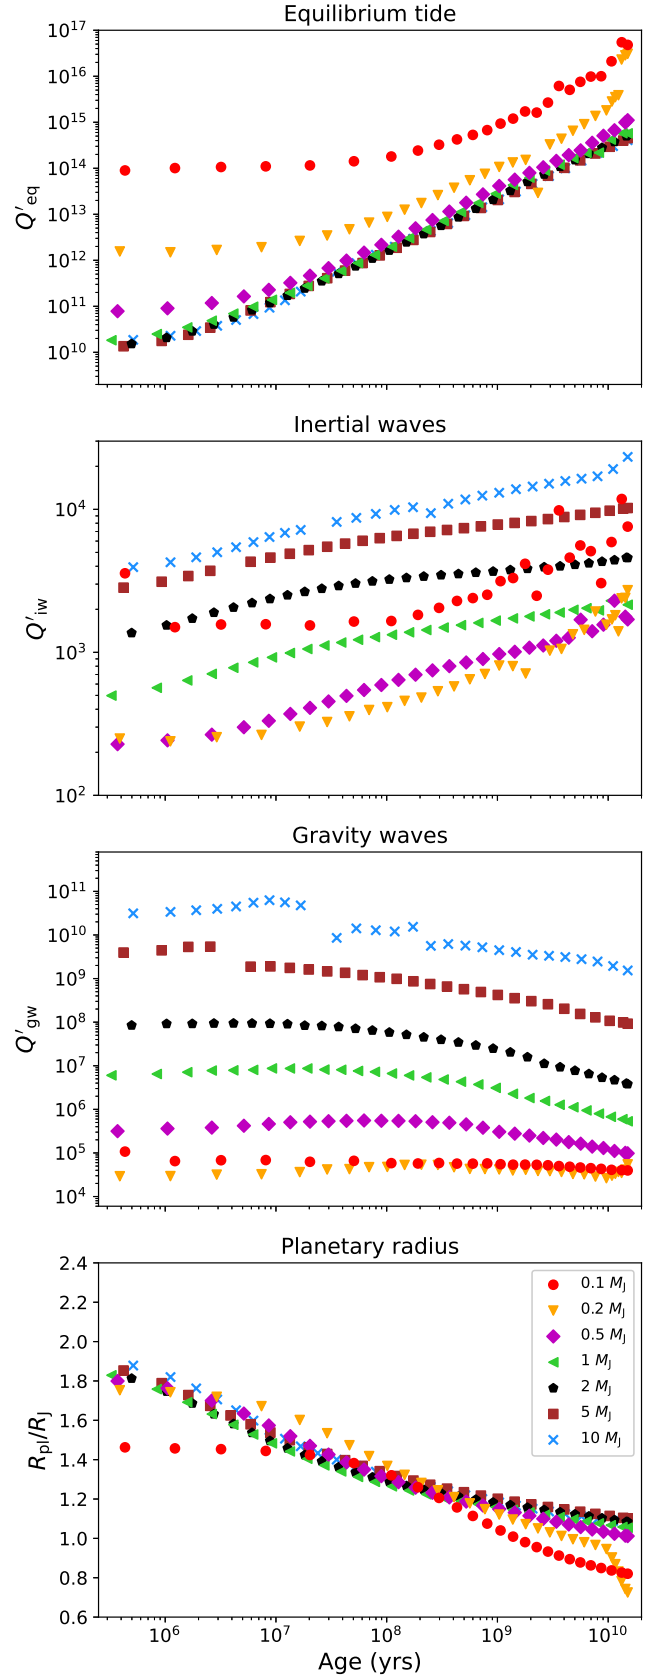 Equilibrium tide
10^17
10^16
10^15
10^14
10^13
10^12
10^11
10^10
Q′eq
Inertial waves
10^4
10^3
10^2
Q′iw
Gravity waves
10^11
10^10
10^9
10^8
10^7
10^6
10^5
10^4
Q′gw
Planetary radius
2.4
2.2
2.0
1.8
1.6
1.4
1.2
1.0
0.8
0.6
Rpl/RJ
0.1 MJ
0.2 MJ
0.5 MJ
1 MJ
2 MJ
5 MJ
10 MJ
10^6 10^7 10^8 10^9 10^10
Age (yrs)